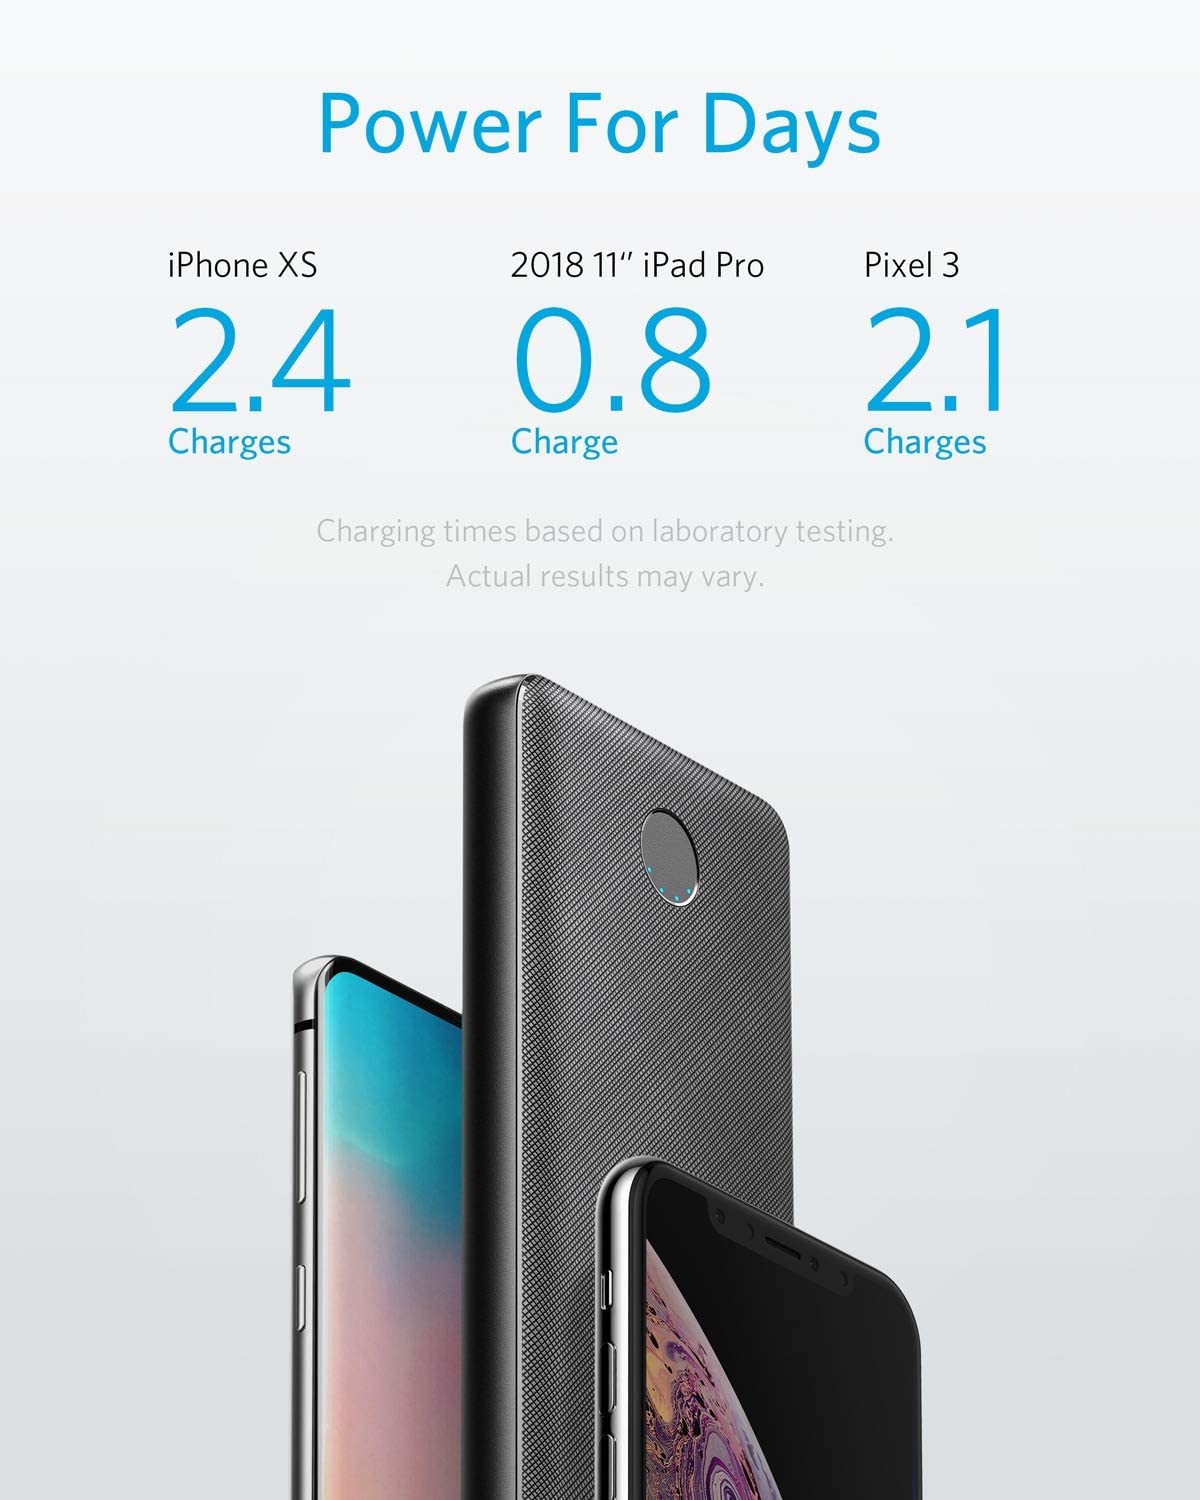 Power For Days
iPhone XS
2018 11" iPad Pro
Pixel 3
2.4
0.8
2.1
Charges
Charge
Charges
Charging times based on laboratory testing.
Actual results may vary.